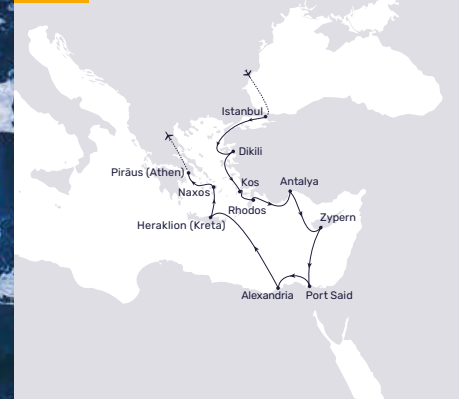 Istanbul
Dikili
Piräus (Athen)
Kos
Antalya
Naxos
Rhodos
Zypern
Heraklion (Kreta)
Alexandria
Port Said